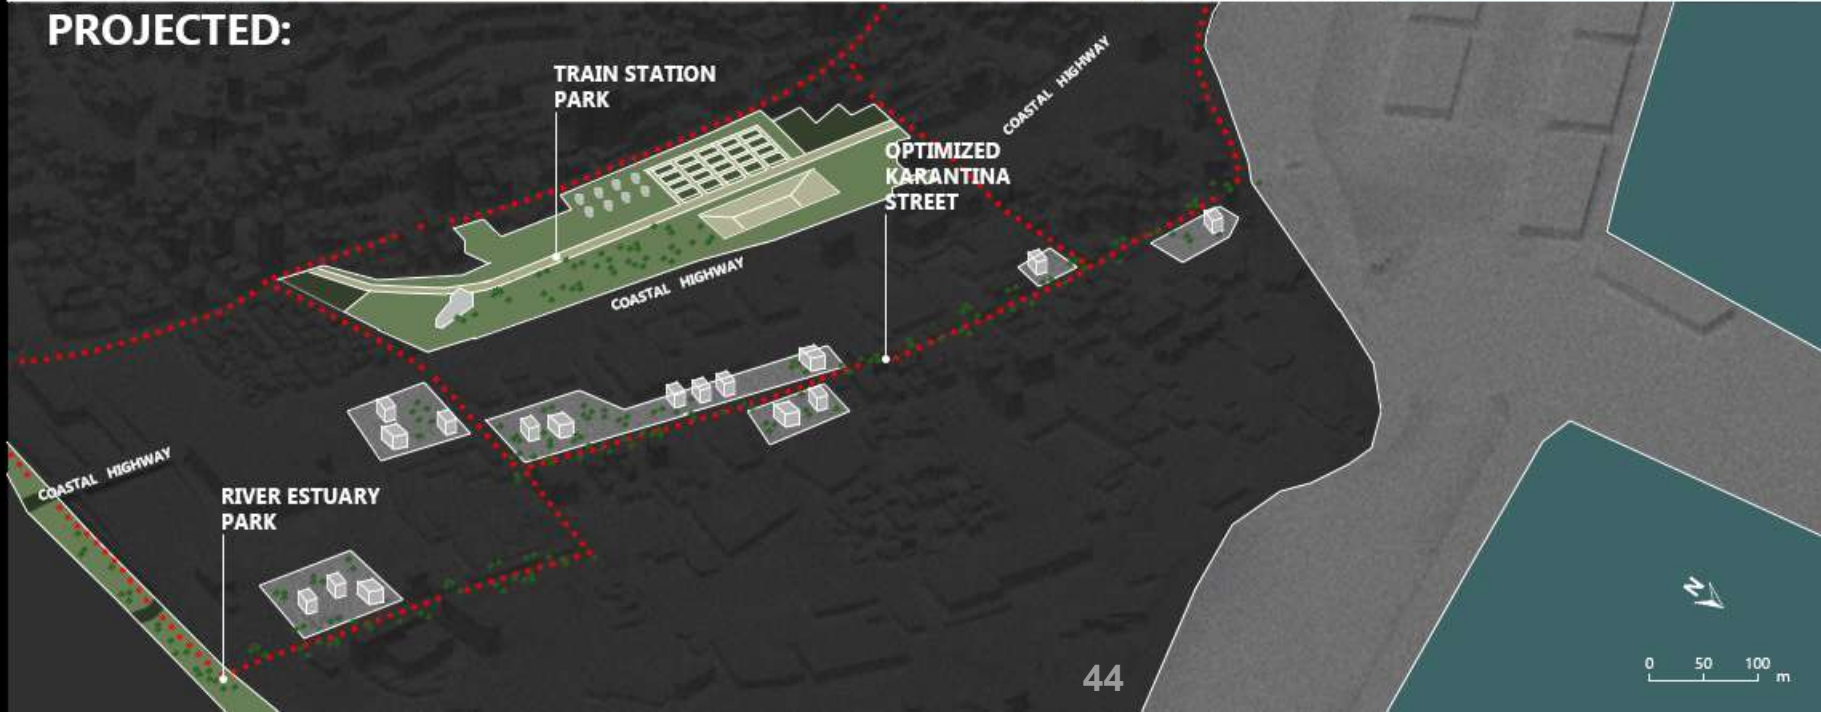 PROJECTED:
TRAIN STATION
PARK
COASTAL HIGHWAY
OPTIMIZED
KARANTINA
STREET
COASTAL HIGHWAY
COASTAL HIGHWAY
RIVER ESTUARY
PARK
N
44
0 50 100
m